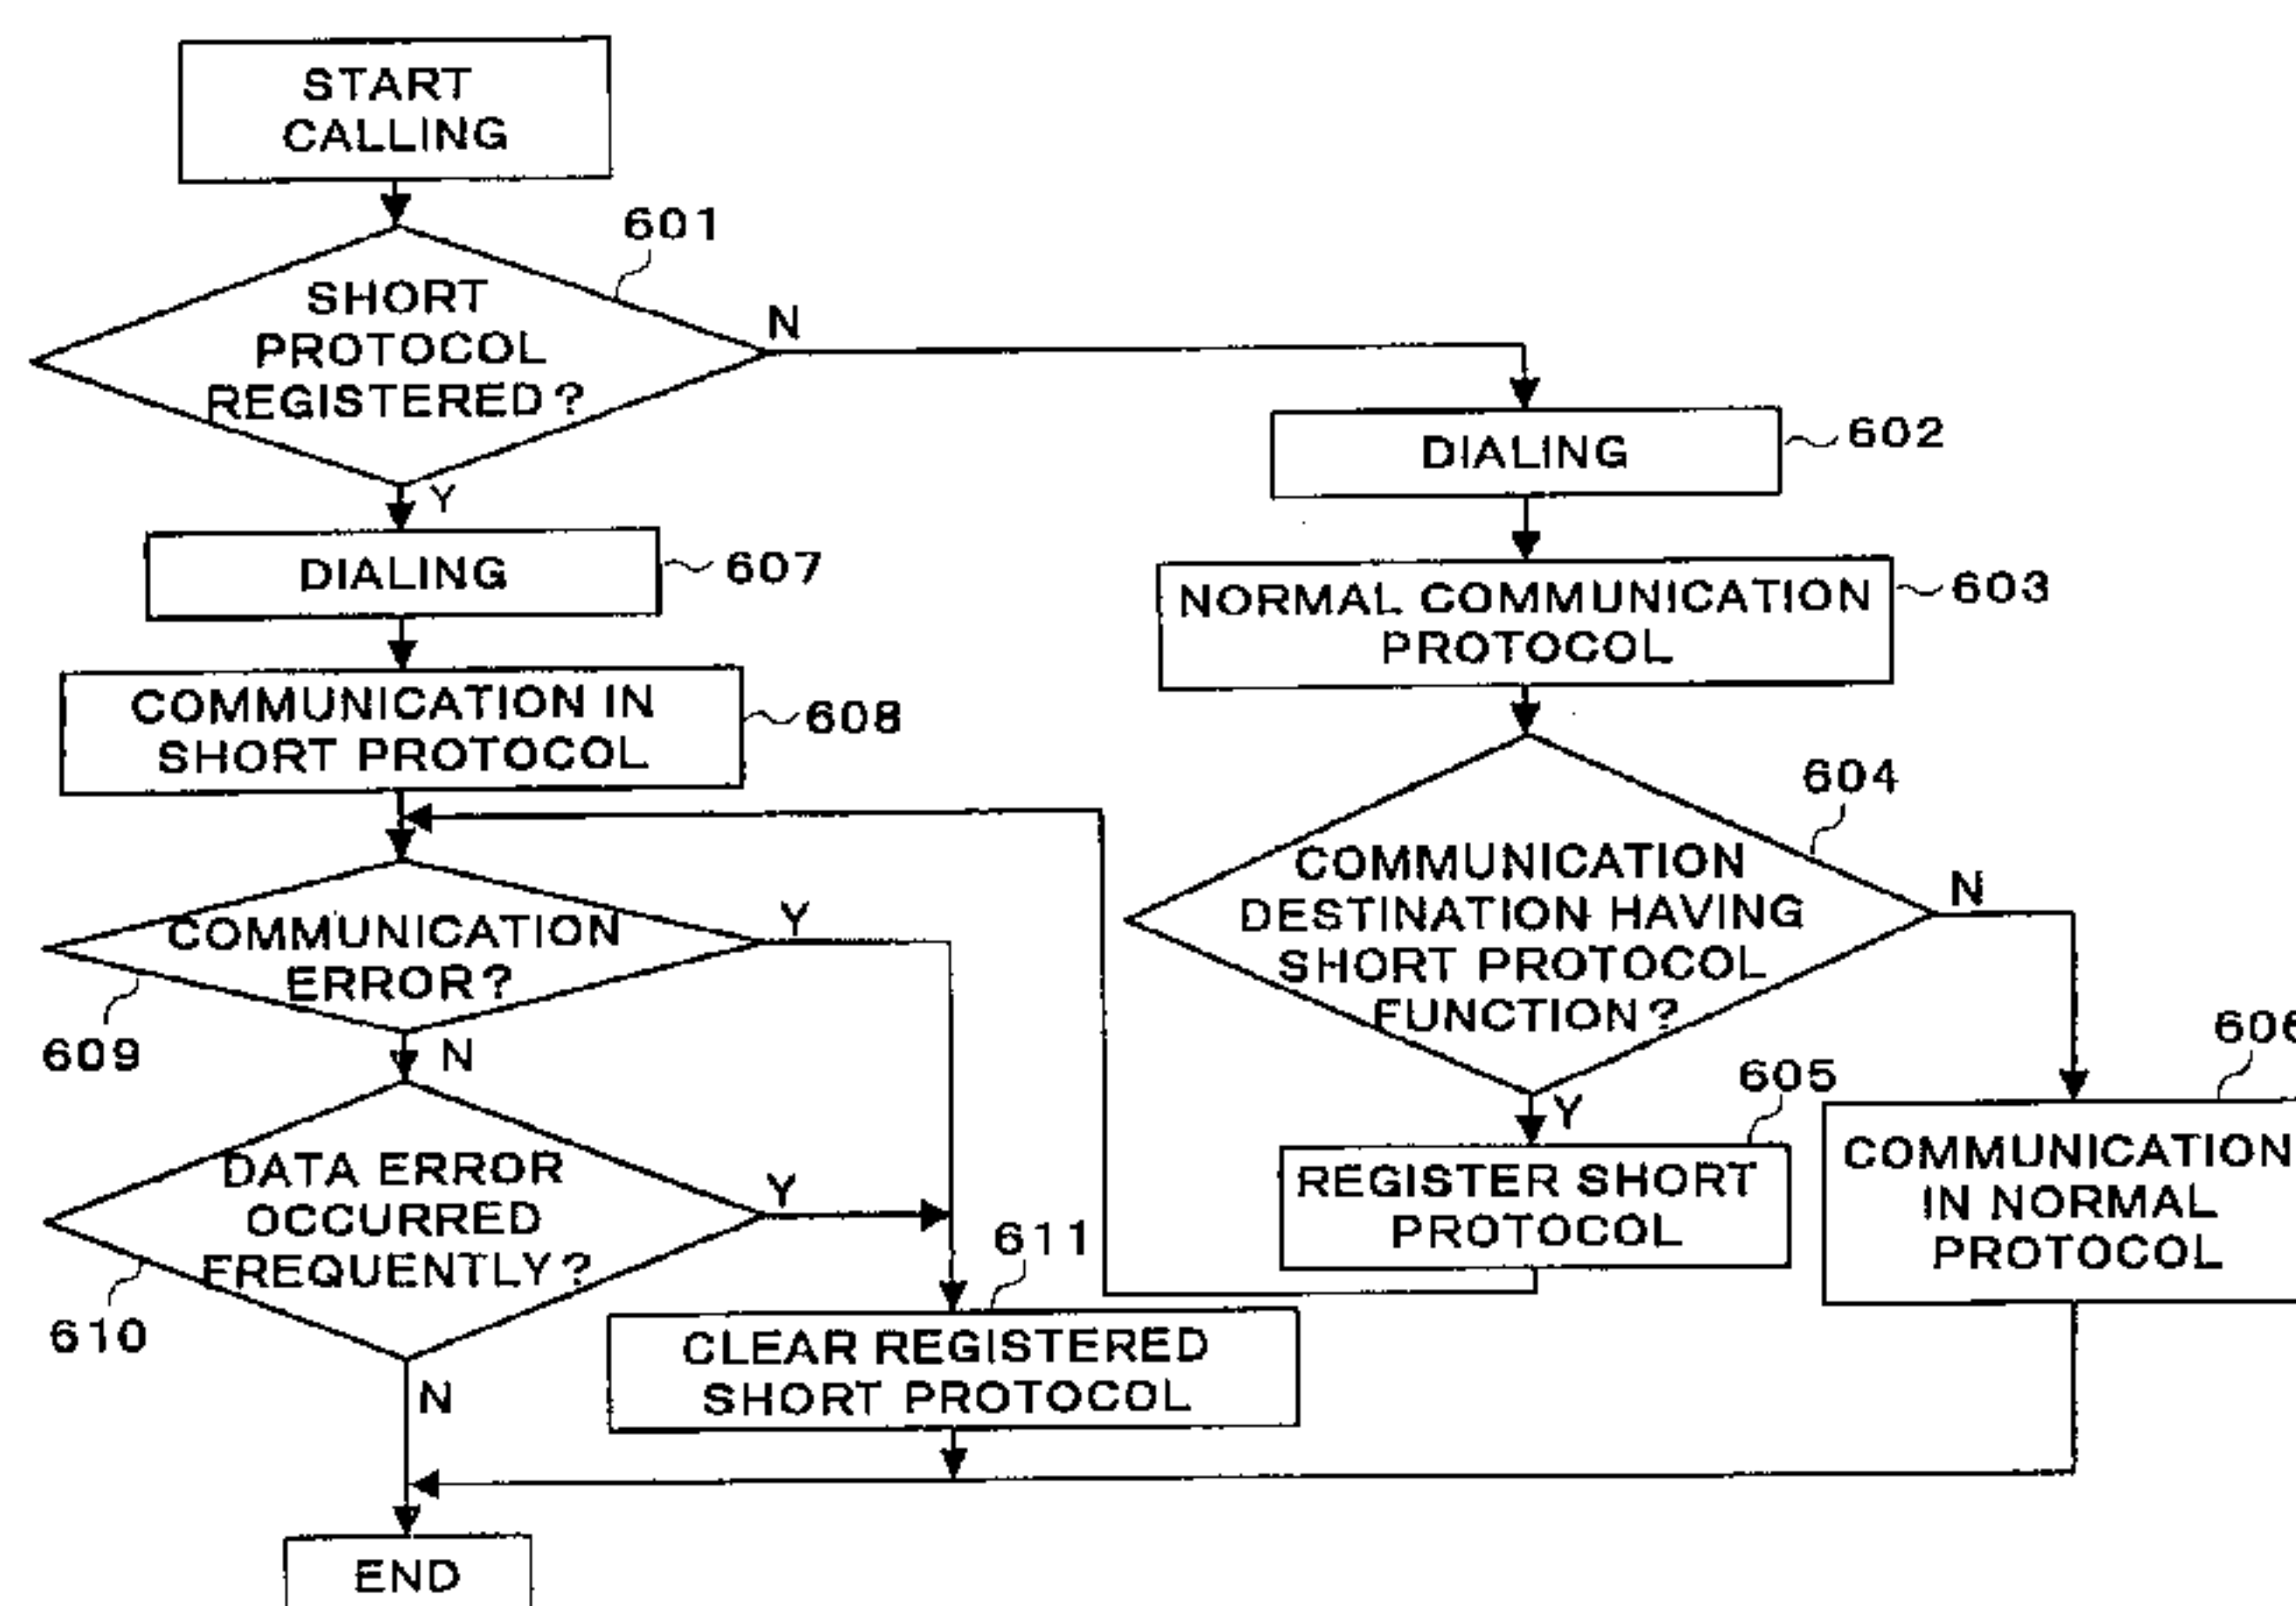 START
CALLING
601
SHORT
PROTOCOL
REGISTERED?
N
Y
DIALING
602
DIALING
607
NORMAL COMMUNICATION
PROTOCOL
603
COMMUNICATION IN
SHORT PROTOCOL
608
604
COMMUNICATION
DESTINATION HAVING
SHORT PROTOCOL
FUNCTION?
N
Y
COMMUNICATION
ERROR?
Y
609
N
606
605
REGISTER SHORT
PROTOCOL
COMMUNICATION
IN NORMAL
PROTOCOL
DATA ERROR
OCCURRED
FREQUENTLY?
Y
610
N
611
CLEAR REGISTERED
SHORT PROTOCOL
END